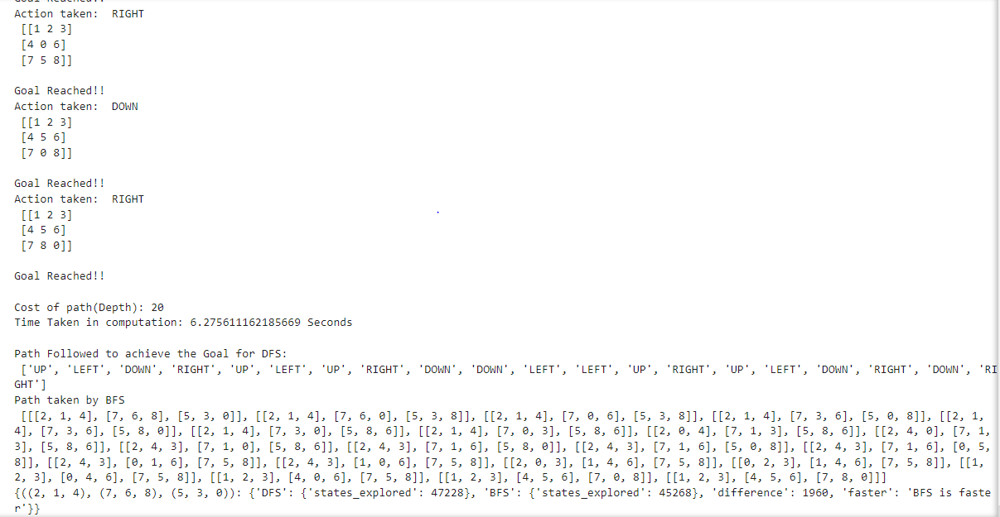 Goal Reached!!
Action taken:  RIGHT
[[1 2 3]
[4 0 6]
[7 5 8]]
Goal Reached!!
Action taken:  DOWN
[[1 2 3]
[4 5 6]
[7 0 8]]
Goal Reached!!
Action taken:  RIGHT
[[1 2 3]
[4 5 6]
[7 8 0]]
Goal Reached!!
Cost of path(Depth): 20
Time Taken in computation: 6.275611162185669 Seconds
Path Followed to achieve the Goal for DFS:
['UP', 'LEFT', 'DOWN', 'RIGHT', 'UP', 'LEFT', 'UP', 'RIGHT', 'DOWN', 'DOWN', 'LEFT', 'LEFT', 'UP', 'RIGHT', 'UP', 'LEFT', 'DOWN', 'RIGHT', 'DOWN', 'RI
GHT']
Path taken by BFS
[[[2, 1, 4], [7, 6, 8], [5, 3, 0]], [[2, 1, 4], [7, 6, 0], [5, 3, 8]], [[2, 1, 4], [7, 0, 6], [5, 3, 8]], [[2, 1, 4], [7, 3, 6], [5, 0, 8]], [[2, 1,
4], [7, 3, 6], [5, 8, 0]], [[2, 1, 4], [7, 3, 0], [5, 8, 6]], [[2, 1, 4], [7, 0, 3], [5, 8, 6]], [[2, 0, 4], [7, 1, 3], [5, 8, 6]], [[2, 4, 0], [7, 1,
3], [5, 8, 6]], [[2, 4, 3], [7, 1, 0], [5, 8, 6]], [[2, 4, 3], [7, 1, 6], [5, 8, 0]], [[2, 4, 3], [7, 1, 6], [5, 0, 8]], [[2, 4, 3], [7, 1, 6], [0, 5,
8]], [[2, 4, 3], [0, 1, 6], [7, 5, 8]], [[2, 4, 3], [1, 0, 6], [7, 5, 8]], [[2, 0, 3], [1, 4, 6], [7, 5, 8]], [[0, 2, 3], [1, 4, 6], [7, 5, 8]], [[1,
2, 3], [0, 4, 6], [7, 5, 8]], [[1, 2, 3], [4, 0, 6], [7, 5, 8]], [[1, 2, 3], [4, 5, 6], [7, 0, 8]], [[1, 2, 3], [4, 5, 6], [7, 8, 0]]]
{((2, 1, 4), (7, 6, 8), (5, 3, 0)): {'DFS': {'states_explored': 47228}, 'BFS': {'states_explored': 45268}, 'difference': 1960, 'faster': 'BFS is faste
r'}}